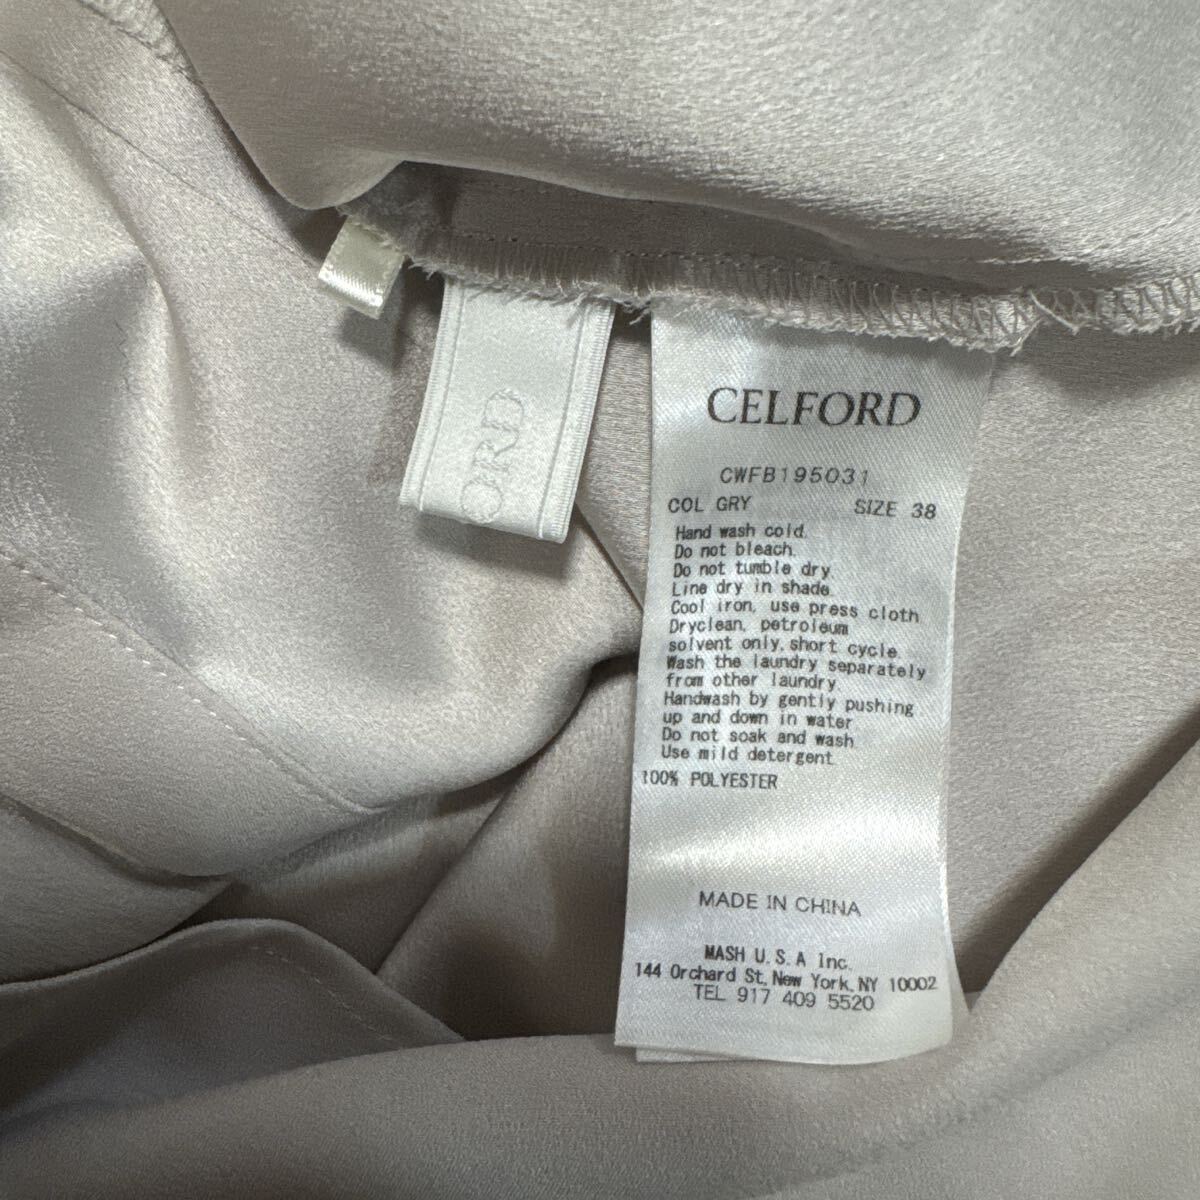 ORD
CELFORD
CWFB195031
COL GRY SIZE 38
Hand wash cold.
Do not bleach.
Do not tumble dry
Line dry in shade
Cool iron, use press cloth
Dryclean, petroleum
solvent only, short cycle
Wash the laundry separately
from other laundry
Handwash by gently pushing
up and down in water
Do not soak and wash
Use mild detergent
100% POLYESTER
MADE IN CHINA
MASH U.S.A Inc.
144 Orchard St, New York, NY 10002
TEL 917 409 5520